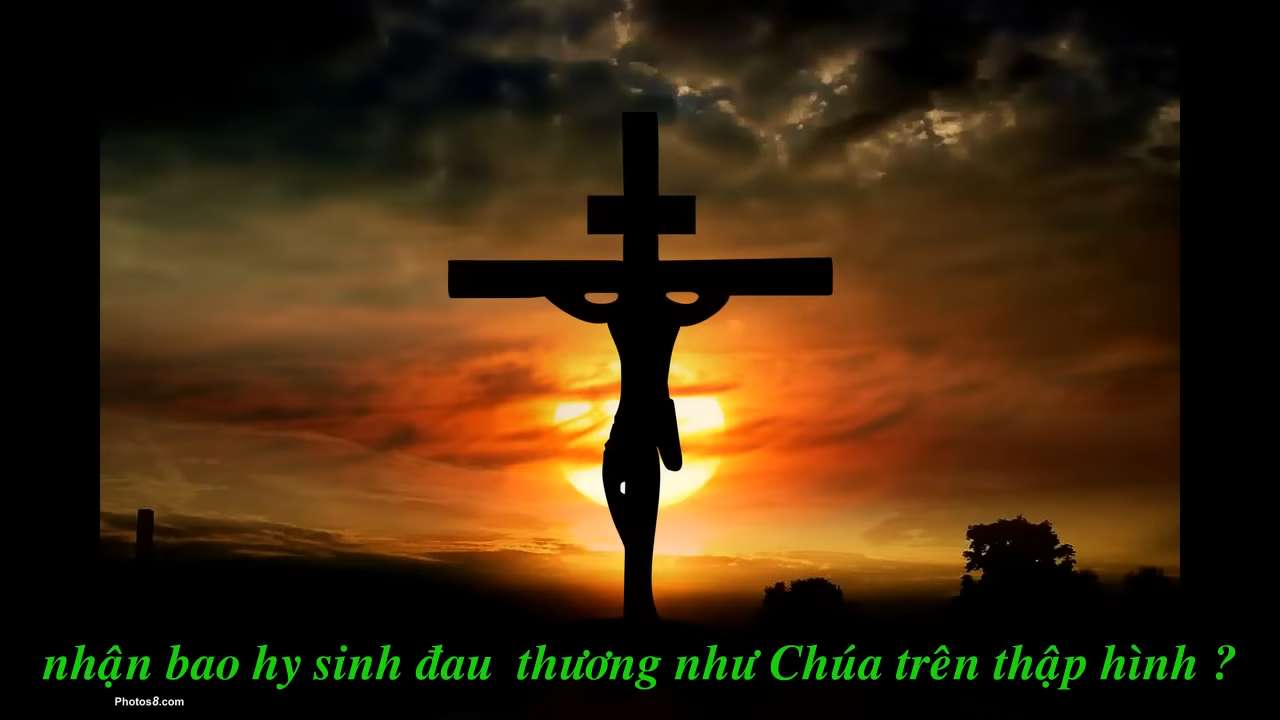 nhận bao hy sinh đau thương như Chúa trên thập hình ?
Photos8.com